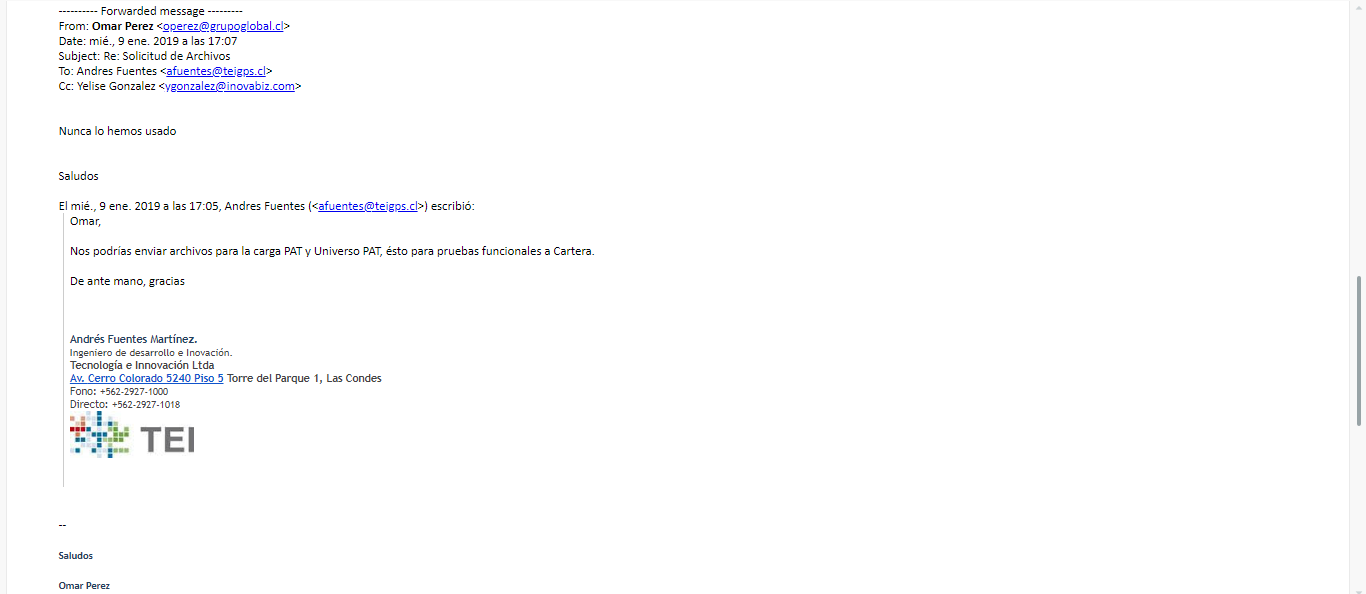 ---------- Forwarded message ---------
From: Omar Perez <operez@grupoglobal.cl>
Date: mié., 9 ene. 2019 a las 17:07
Subject: Re: Solicitud de Archivos
To: Andres Fuentes <afuentes@teigps.cl>
Cc: Yelise Gonzalez <ygonzalez@inovabiz.com>
Nunca lo hemos usado
Saludos
El mié., 9 ene. 2019 a las 17:05, Andres Fuentes (<afuentes@teigps.cl>) escribió:
Omar,
Nos podrías enviar archivos para la carga PAT y Universo PAT, ésto para pruebas funcionales a Cartera.
De ante mano, gracias
Andrés Fuentes Martínez.
Ingeniero de desarrollo e Inovación.
Tecnología e Innovación Ltda
Av. Cerro Colorado 5240 Piso 5 Torre del Parque 1, Las Condes
Fono: +562-2927-1000
Directo: +562-2927-1018
TEI
--
Saludos
Omar Perez